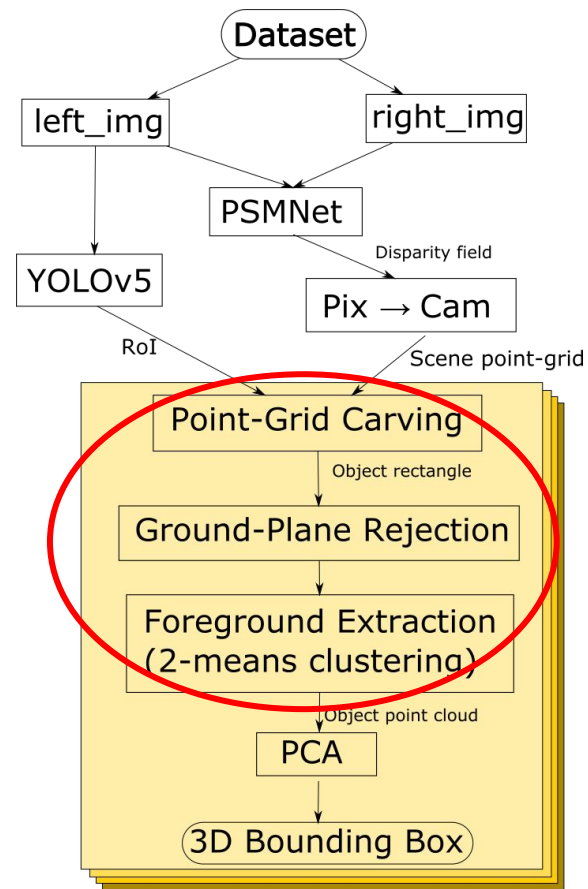 Dataset
left_img
right_img
PSMNet
Disparity field
YOLOv5
Pix → Cam
RoI
Scene point-grid
Point-Grid Carving
Object rectangle
Ground-Plane Rejection
Foreground Extraction
(2-means clustering)
Object point cloud
PCA
3D Bounding Box